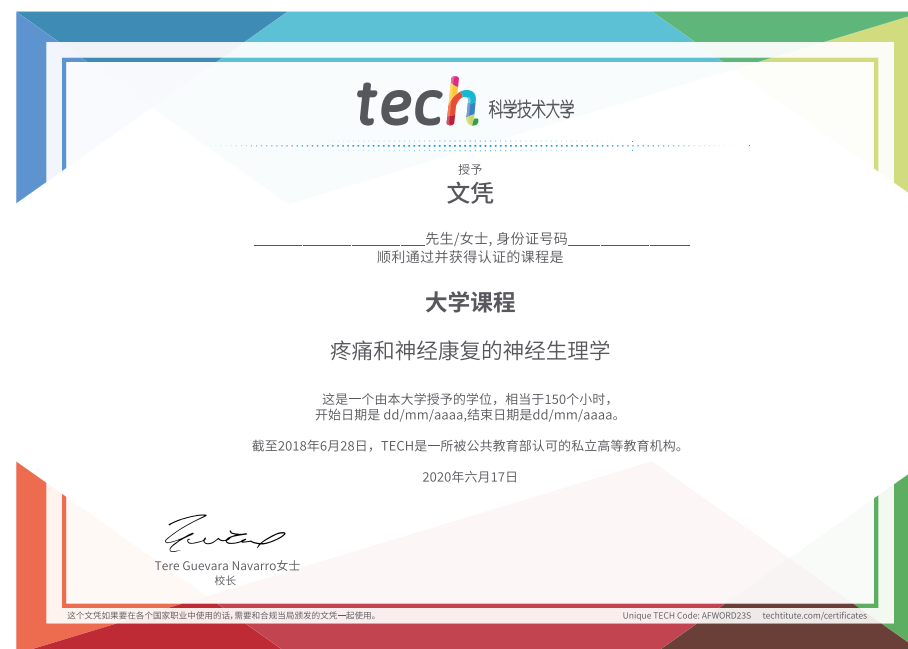 tech 科学技术大学
授予
文凭
______________________先生/女士, 身份证号码_______________
顺利通过并获得认证的课程是
大学课程
疼痛和神经康复的神经生理学
这是一个由本大学授予的学位，相当于150个小时，
开始日期是 dd/mm/aaaa,结束日期是dd/mm/aaaa。
截至2018年6月28日，TECH是一所被公共教育部认可的私立高等教育机构。
2020年六月17日
Tere Guevara Navarro女士
校长
这个文凭如果要在各个国家职业中使用的话,需要和合规当局颁发的文凭一起使用。
Unique TECH Code: AFWORD23S techtitute.com/certificates